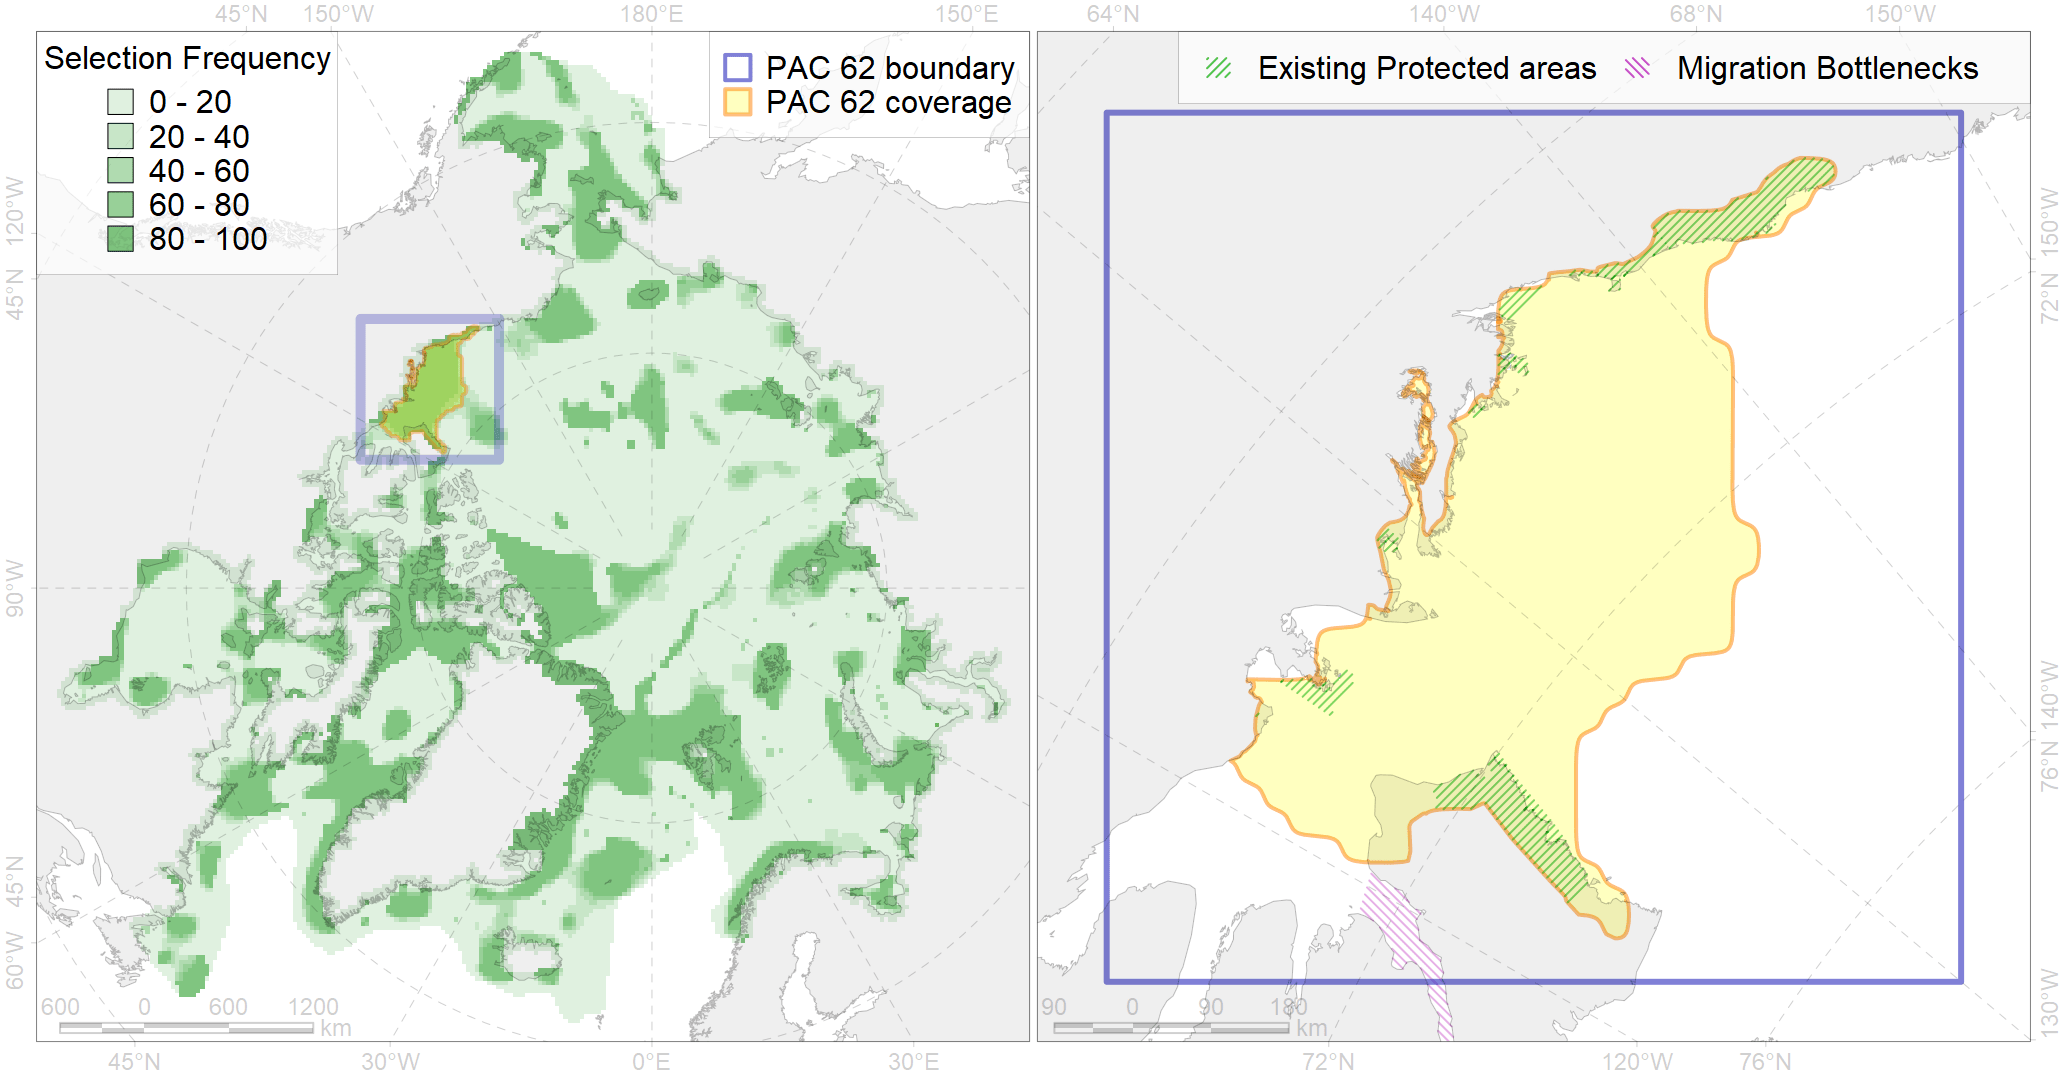 45°N 150°W 180°E 150°E 64°N 140°W 68°N 150°W
Selection Frequency
0 - 20
20 - 40
40 - 60
60 - 80
80 - 100
PAC 62 boundary
PAC 62 coverage
Existing Protected areas
Migration Bottlenecks
120°W
45°N
90°W
45°N
60°W
150°W
72°N
140°W
76°N
130°W
600 0 600 1200
km
90 0 90 180
km
45°N 30°W 0°E 30°E 72°N 120°W 76°N